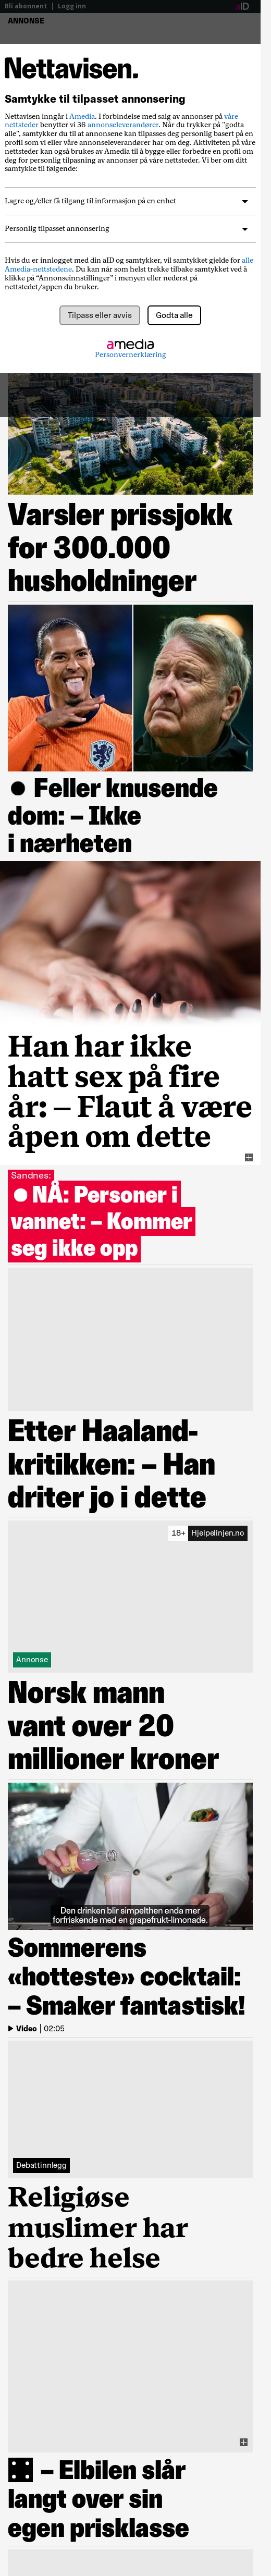 Bli abonnent | Logg inn
aID
ANNONSE
Nettavisen.
Samtykke til tilpasset annonsering
Nettavisen inngår i Amedia. I forbindelse med salg av annonser på våre
nettsteder benytter vi 36 annonseleverandører. Når du trykker på "godta
alle", samtykker du til at annonser kan tilpasses deg personlig basert på en
profil som vi eller våre annonseleverandører har om deg. Aktiviteten på våre
nettsteder kan også brukes av Amedia til å bygge eller forbedre en profil om
deg for personlig tilpasning av annonser på våre nettsteder. Vi ber om ditt
samtykke til følgende:
Lagre og/eller få tilgang til informasjon på en enhet
Personlig tilpasset annonsering
Hvis du er innlogget med din aID og samtykker, vil samtykket gjelde for alle
Amedia-nettstedene. Du kan når som helst trekke tilbake samtykket ved å
klikke på “Annonseinnstillinger” i menyen eller nederst på
nettstedet/appen du bruker.
Tilpass eller avvis
Godta alle
amedia
Personvernerklæring
Varsler prissjokk
for 300.000
husholdninger
● Feller knusende
dom: – Ikke
i nærheten
Han har ikke
hatt sex på fire
år: – Flaut å være
åpen om dette
Sandnes:
● NÅ: Personer i
vannet: – Kommer
seg ikke opp
Etter Haaland-
kritikken: – Han
driter jo i dette
18+ Hjelpelinjen.no
Annonse
Norsk mann
vant over 20
millioner kroner
Den drinken blir simpelthen enda mer
forfriskende med en grapefrukt-limonade.
Sommerens
«hotteste» cocktail:
– Smaker fantastisk!
Video | 02:05
Debattinnlegg
Religiøse
muslimer har
bedre helse
– Elbilen slår
langt over sin
egen prisklasse